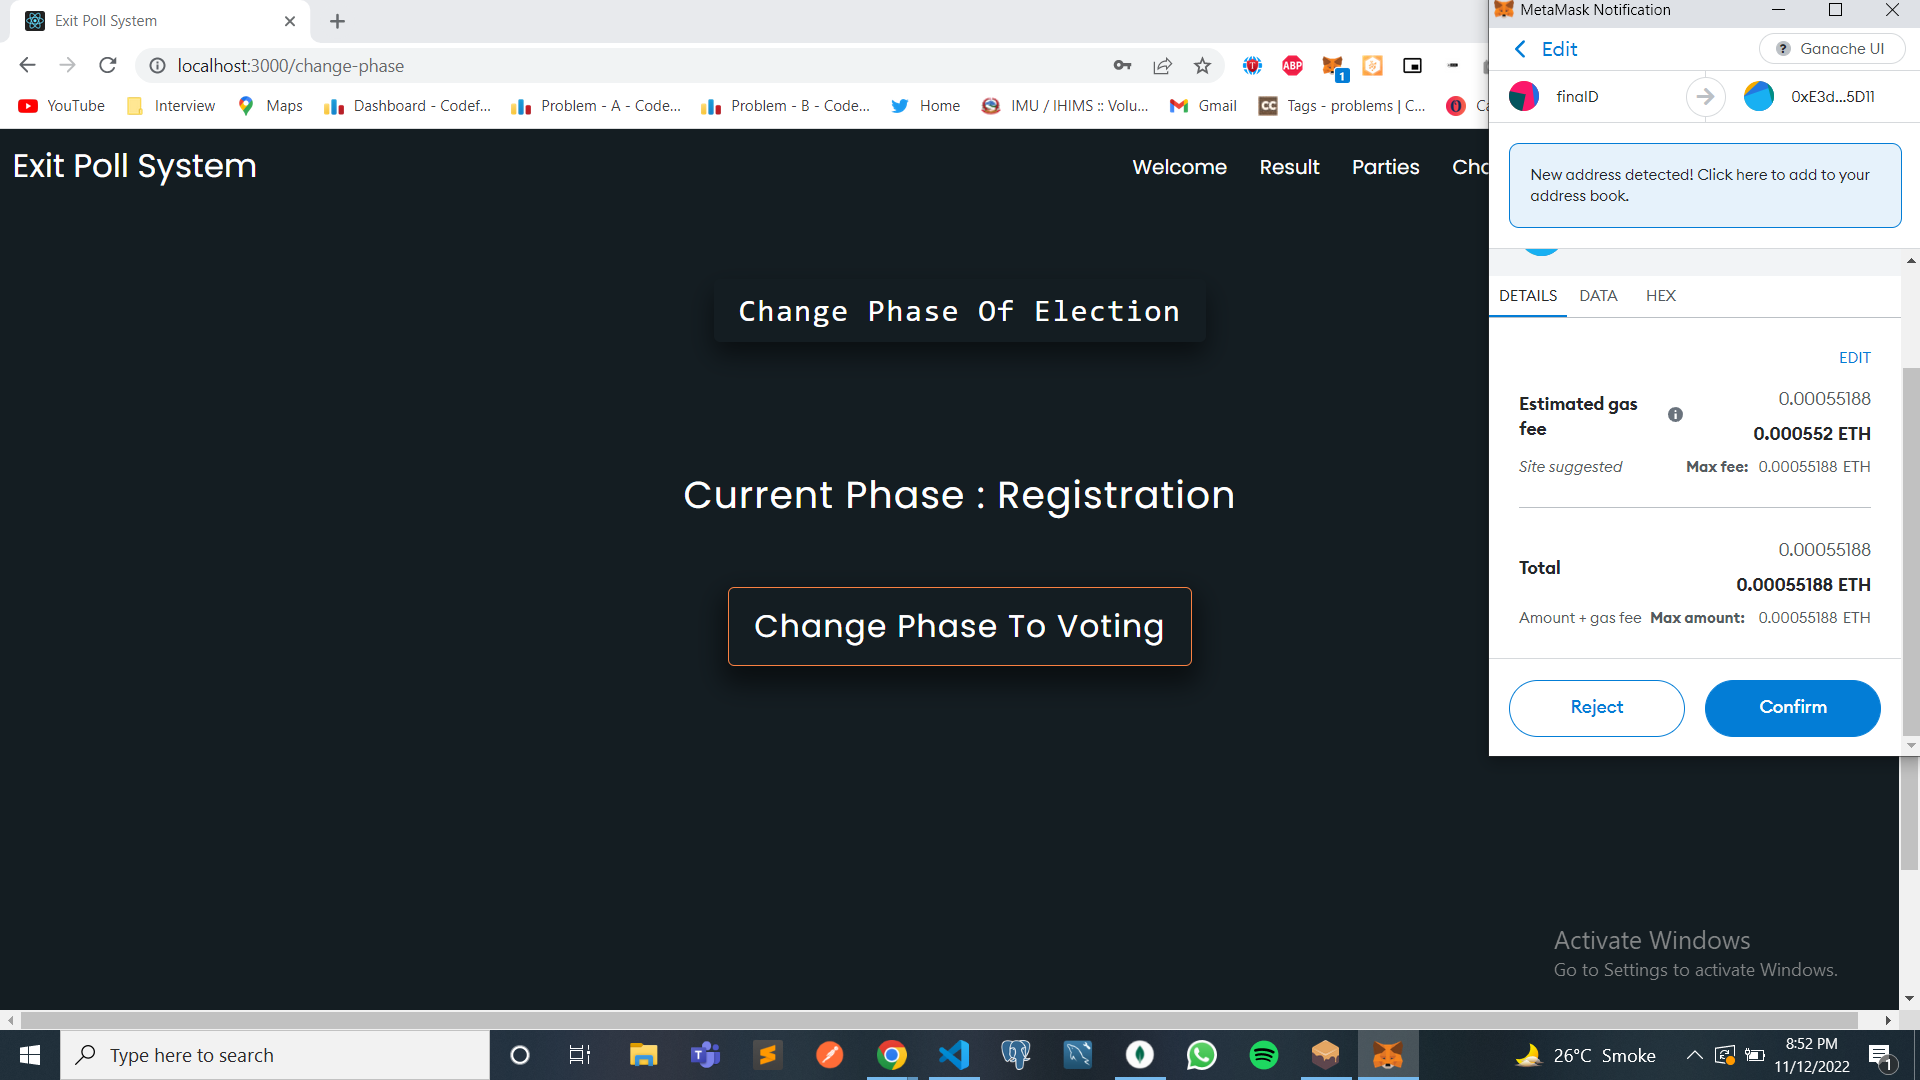 Exit Poll System
localhost:3000/change-phase
YouTube
Interview
Maps
Dashboard - Codef...
Problem - A - Code...
Problem - B - Code...
Home
IMU / IHIMS :: Volu...
Gmail
Tags - problems | C...
Exit Poll System
Welcome
Result
Parties
Change Phase Of Election
Current Phase : Registration
Change Phase To Voting
MetaMask Notification
Edit
? Ganache UI
finalD
0xE3d...5D11
New address detected! Click here to add to your
address book.
DETAILS
DATA
HEX
EDIT
Estimated gas
fee
0.00055188
0.000552 ETH
Site suggested
Max fee: 0.00055188 ETH
Total
0.00055188
0.00055188 ETH
Amount + gas fee
Max amount: 0.00055188 ETH
Reject
Confirm
Activate Windows
Go to Settings to activate Windows.
Type here to search
26°C Smoke
8:52 PM
11/12/2022
1
ABP
1
CC